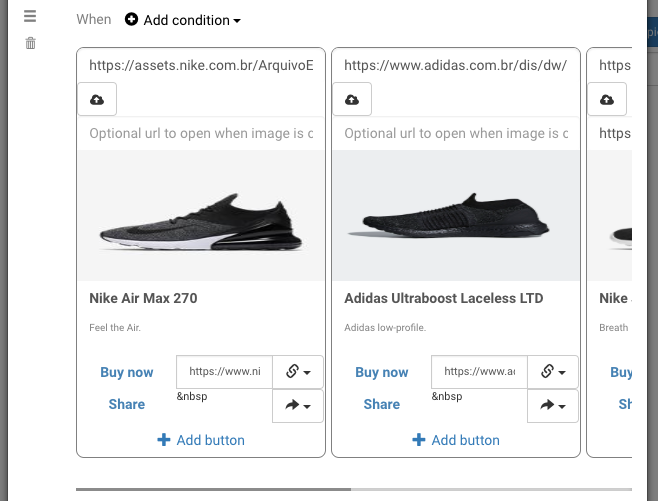 When Add condition
https://assets.nike.com.br/ArquivoE
Optional url to open when image is c
Nike Air Max 270
Feel the Air.
Buy now
https://www.ni
Share
&nbsp
Add button
https://www.adidas.com.br/dis/dw/
Optional url to open when image is c
Adidas Ultraboost Laceless LTD
Adidas low-profile.
Buy now
https://www.a
Share
&nbsp
Add button
https
https
Nike
Breath
Buy
Sh